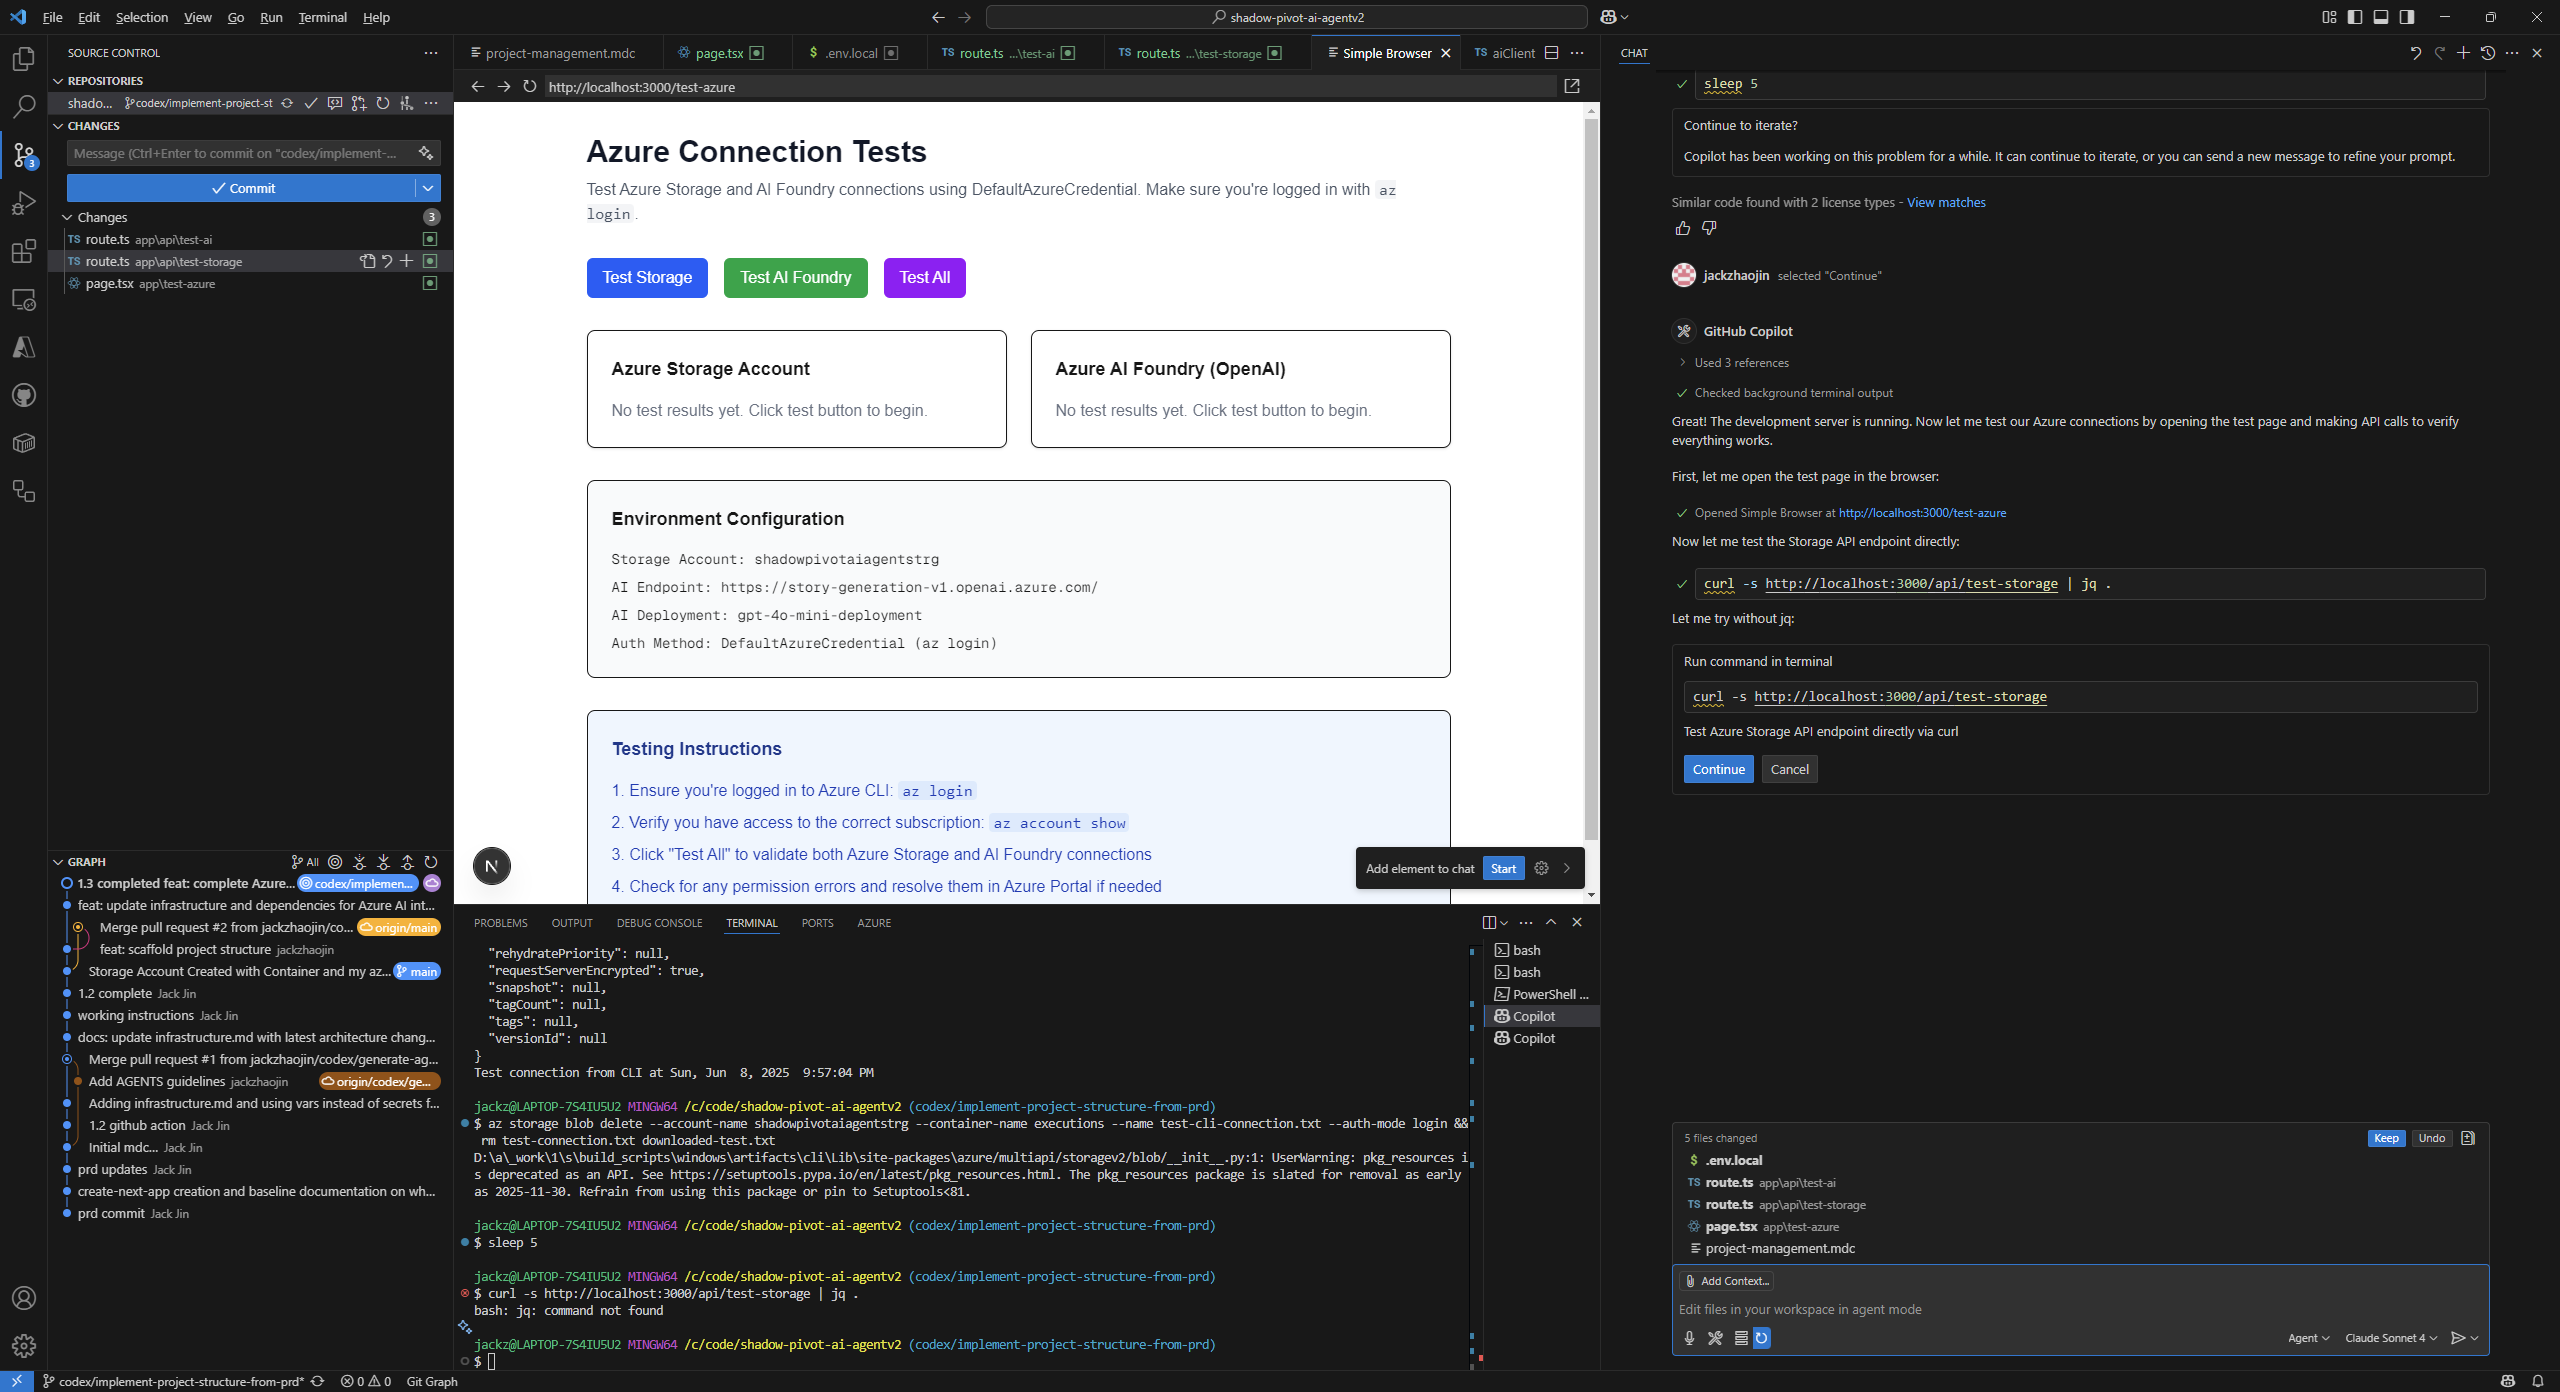 File Edit Selection View Go Run Terminal Help
shadow-pivot-ai-agentv2
SOURCE CONTROL
REPOSITORIES
shado... codex/implement-project-st
CHANGES
Message (Ctrl+Enter to commit on "codex/implement-...
Commit
Changes 3
TS route.ts app\api\test-ai
TS route.ts app\api\test-storage
page.tsx app\test-azure
3
GRAPH All
1.3 completed feat: complete Azure... codex/implemen...
feat: update infrastructure and dependencies for Azure AI int...
Merge pull request #2 from jackzhaojin/co... origin/main
feat: scaffold project structure jackzhaojin
Storage Account Created with Container and my az... main
1.2 complete Jack Jin
working instructions Jack Jin
docs: update infrastructure.md with latest architecture chang...
Merge pull request #1 from jackzhaojin/codex/generate-ag...
Add AGENTS guidelines jackzhaojin origin/codex/ge...
Adding infrastructure.md and using vars instead of secrets f...
1.2 github action Jack Jin
Initial mdc... Jack Jin
prd updates Jack Jin
create-next-app creation and baseline documentation on wh...
prd commit Jack Jin
project-management.mdc
page.tsx
$ .env.local
TS route.ts ...\test-ai
TS route.ts ...\test-storage
Simple Browser
TS aiClient
http://localhost:3000/test-azure
Azure Connection Tests
Test Azure Storage and AI Foundry connections using DefaultAzureCredential. Make sure you're logged in with az
login.
Test Storage
Test AI Foundry
Test All
Azure Storage Account
No test results yet. Click test button to begin.
Azure AI Foundry (OpenAI)
No test results yet. Click test button to begin.
Environment Configuration
Storage Account: shadowpivotaiagentstrg
AI Endpoint: https://story-generation-v1.openai.azure.com/
AI Deployment: gpt-4o-mini-deployment
Auth Method: DefaultAzureCredential (az login)
Testing Instructions
1. Ensure you're logged in to Azure CLI: az login
2. Verify you have access to the correct subscription: az account show
3. Click "Test All" to validate both Azure Storage and AI Foundry connections
4. Check for any permission errors and resolve them in Azure Portal if needed
N
Add element to chat Start
PROBLEMS OUTPUT DEBUG CONSOLE TERMINAL PORTS AZURE
"rehydratePriority": null,
"requestServerEncrypted": true,
"snapshot": null,
"tagCount": null,
"tags": null,
"versionId": null
}
Test connection from CLI at Sun, Jun  8, 2025  9:57:04 PM
jackz@LAPTOP-7S4IU5U2 MINGW64 /c/code/shadow-pivot-ai-agentv2 (codex/implement-project-structure-from-prd)
$ az storage blob delete --account-name shadowpivotaiagentstrg --container-name executions --name test-cli-connection.txt --auth-mode login &&
rm test-connection.txt downloaded-test.txt
D:\a\_work\1\s\build_scripts\windows\artifacts\cli\Lib\site-packages\azure/multiapi/storagev2/blob/__init__.py:1: UserWarning: pkg_resources i
s deprecated as an API. See https://setuptools.pypa.io/en/latest/pkg_resources.html. The pkg_resources package is slated for removal as early
as 2025-11-30. Refrain from using this package or pin to Setuptools<81.
jackz@LAPTOP-7S4IU5U2 MINGW64 /c/code/shadow-pivot-ai-agentv2 (codex/implement-project-structure-from-prd)
$ sleep 5
jackz@LAPTOP-7S4IU5U2 MINGW64 /c/code/shadow-pivot-ai-agentv2 (codex/implement-project-structure-from-prd)
$ curl -s http://localhost:3000/api/test-storage | jq .
bash: jq: command not found
jackz@LAPTOP-7S4IU5U2 MINGW64 /c/code/shadow-pivot-ai-agentv2 (codex/implement-project-structure-from-prd)
$
bash
bash
PowerShell ...
Copilot
Copilot
CHAT
sleep 5
Continue to iterate?
Copilot has been working on this problem for a while. It can continue to iterate, or you can send a new message to refine your prompt.
Similar code found with 2 license types - View matches
jackzhaojin selected "Continue"
GitHub Copilot
Used 3 references
Checked background terminal output
Great! The development server is running. Now let me test our Azure connections by opening the test page and making API calls to verify
everything works.
First, let me open the test page in the browser:
Opened Simple Browser at http://localhost:3000/test-azure
Now let me test the Storage API endpoint directly:
curl -s http://localhost:3000/api/test-storage | jq .
Let me try without jq:
Run command in terminal
curl -s http://localhost:3000/api/test-storage
Test Azure Storage API endpoint directly via curl
Continue Cancel
5 files changed Keep Undo
$ .env.local
TS route.ts app\api\test-ai
TS route.ts app\api\test-storage
page.tsx app\test-azure
project-management.mdc
Add Context...
Edit files in your workspace in agent mode
Agent Claude Sonnet 4
codex/implement-project-structure-from-prd* 0 0 Git Graph